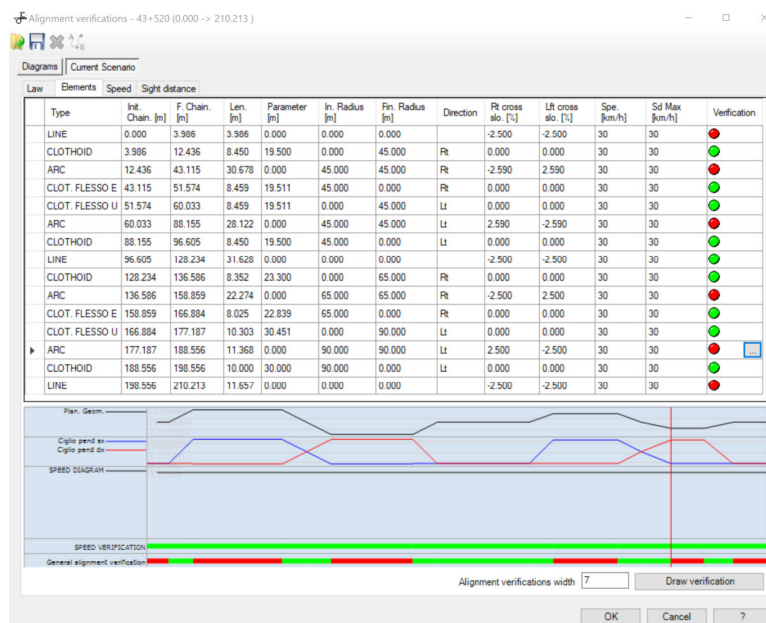 Alignment verifications - 43+520 (0.000 -> 210.213 )
Diagrams Current Scenario
Law Elements Speed Sight distance
Type Init. Chain. [m] F. Chain. [m] Len. [m] Parameter [m] In. Radius [m] Fin. Radius [m] Direction Rt cross slo. [%] Lft cross slo. [%] Spe. [km/h] Sd Max [km/h] Verification
LINE 0.000 3.986 3.986 0.000 0.000 0.000 -2.500 -2.500 30 30
CLOTHOID 3.986 12.436 8.450 19.500 0.000 45.000 Rt 0.000 0.000 30 30
ARC 12.436 43.115 30.678 0.000 45.000 45.000 Rt -2.590 2.590 30 30
CLOT. FLESSO E 43.115 51.574 8.459 19.511 45.000 0.000 Rt 0.000 0.000 30 30
CLOT. FLESSO U 51.574 60.033 8.459 19.511 0.000 45.000 Lt 0.000 0.000 30 30
ARC 60.033 88.155 28.122 0.000 45.000 45.000 Lt 2.590 -2.590 30 30
CLOTHOID 88.155 96.605 8.450 19.500 45.000 0.000 Lt 0.000 0.000 30 30
LINE 96.605 128.234 31.628 0.000 0.000 0.000 -2.500 -2.500 30 30
CLOTHOID 128.234 136.586 8.352 23.300 0.000 65.000 Rt 0.000 0.000 30 30
ARC 136.586 158.859 22.274 0.000 65.000 65.000 Rt -2.500 2.500 30 30
CLOT. FLESSO E 158.859 166.884 8.025 22.839 65.000 0.000 Rt 0.000 0.000 30 30
CLOT. FLESSO U 166.884 177.187 10.303 30.451 0.000 90.000 Lt 0.000 0.000 30 30
ARC 177.187 188.556 11.368 0.000 90.000 90.000 Lt 2.500 -2.500 30 30 ...
CLOTHOID 188.556 198.556 10.000 30.000 90.000 0.000 Lt 0.000 0.000 30 30
LINE 198.556 210.213 11.657 0.000 0.000 0.000 -2.500 -2.500 30 30
Plan. Geom.
Ciglio pend sx
Ciglio pend dx
SPEED DIAGRAM
SPEED VERIFICATION
General alignment verification
Alignment verifications width 7 Draw verification
OK Cancel ?